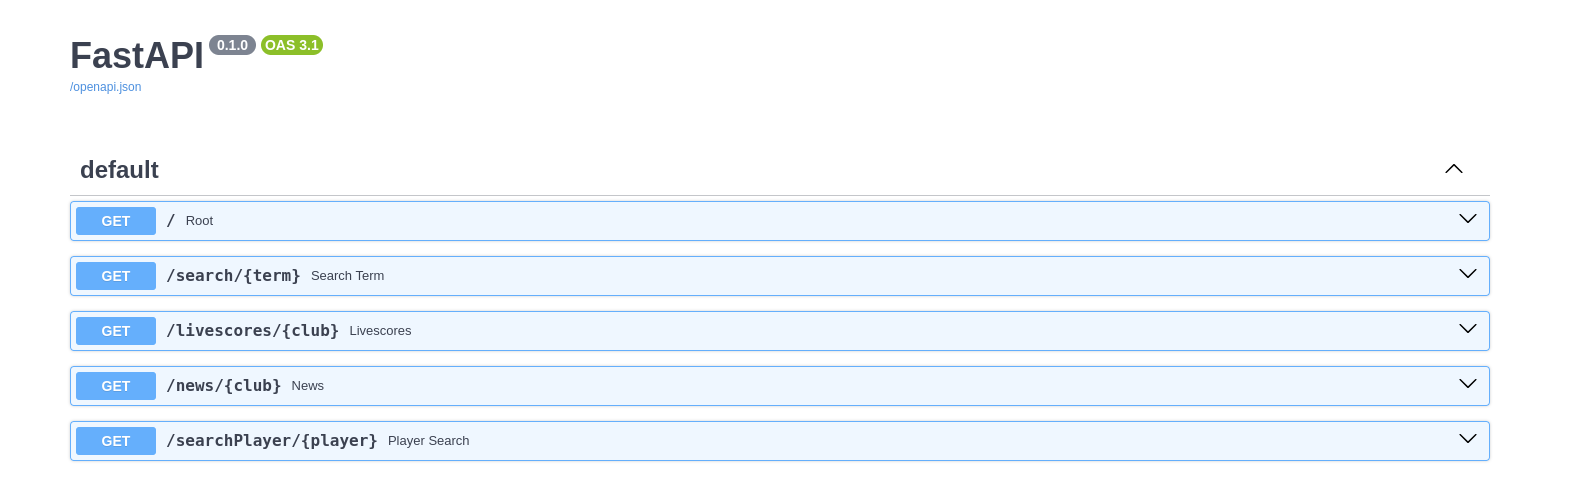 FastAPI 0.1.0 OAS 3.1
/openapi.json
default
GET / Root
GET /search/{term} Search Term
GET /livescores/{club} Livescores
GET /news/{club} News
GET /searchPlayer/{player} Player Search